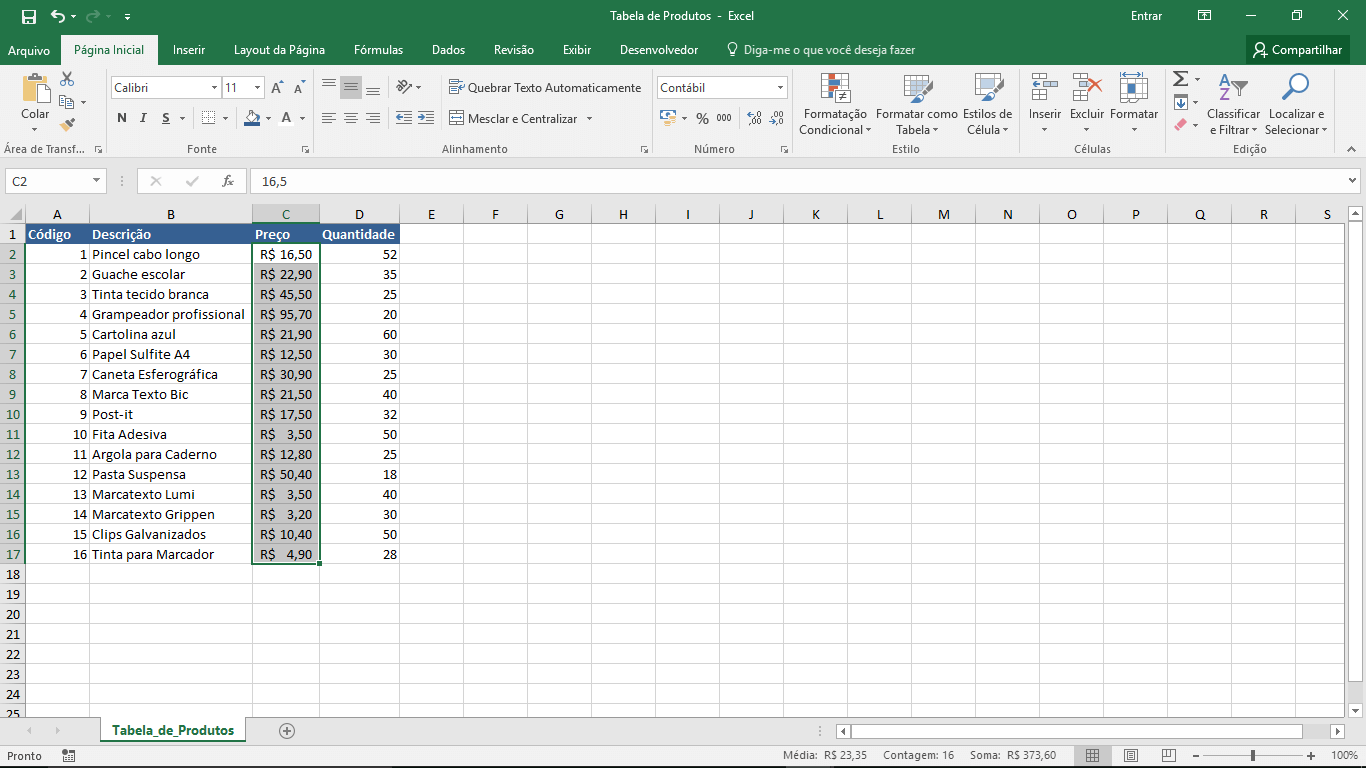 Tabela de Produtos - Excel
Entrar
Arquivo Página Inicial Inserir Layout da Página Fórmulas Dados Revisão Exibir Desenvolvedor Diga-me o que você deseja fazer Compartilhar
Colar
Calibri 11
N I S A
Quebrar Texto Automaticamente
Mesclar e Centralizar
Contábil
% 000
Formatação Condicional
Formatar como Tabela
Estilos de Célula
Inserir Excluir Formatar
Classificar e Filtrar
Localizar e Selecionar
Área de Transf... Fonte Alinhamento Número Estilo Células Edição
C2 fx 16,5
A B C D E F G H I J K L M N O P Q R S
1 Código Descrição Preço Quantidade
2 1 Pincel cabo longo R$ 16,50 52
3 2 Guache escolar R$ 22,90 35
4 3 Tinta tecido branca R$ 45,50 25
5 4 Grampeador profissional R$ 95,70 20
6 5 Cartolina azul R$ 21,90 60
7 6 Papel Sulfite A4 R$ 12,50 30
8 7 Caneta Esferográfica R$ 30,90 25
9 8 Marca Texto Bic R$ 21,50 40
10 9 Post-it R$ 17,50 32
11 10 Fita Adesiva R$ 3,50 50
12 11 Argola para Caderno R$ 12,80 25
13 12 Pasta Suspensa R$ 50,40 18
14 13 Marcatexto Lumi R$ 3,50 40
15 14 Marcatexto Grippen R$ 3,20 30
16 15 Clips Galvanizados R$ 10,40 50
17 16 Tinta para Marcador R$ 4,90 28
18
19
20
21
22
23
24
25
Tabela_de_Produtos
Pronto Média: R$ 23,35 Contagem: 16 Soma: R$ 373,60 100%